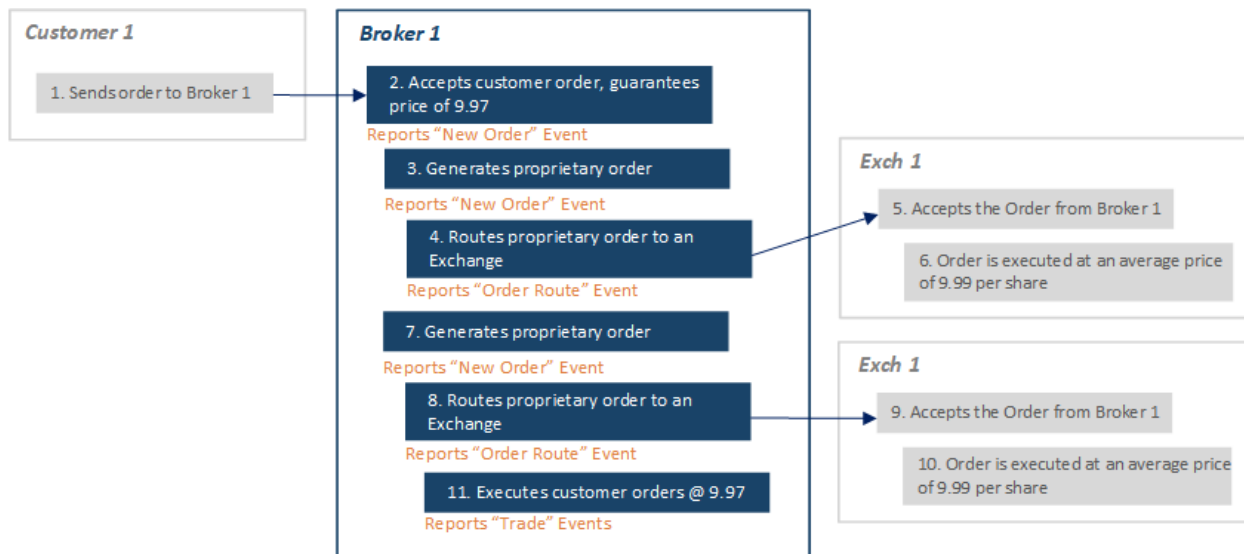 Customer 1
1. Sends order to Broker 1
Broker 1
2. Accepts customer order, guarantees
price of 9.97
Reports “New Order” Event
3. Generates proprietary order
Reports “New Order” Event
4. Routes proprietary order to an
Exchange
Reports “Order Route” Event
Exch 1
5. Accepts the Order from Broker 1
6. Order is executed at an average price
of 9.99 per share
7. Generates proprietary order
Reports “New Order” Event
8. Routes proprietary order to an
Exchange
Reports “Order Route” Event
Exch 1
9. Accepts the Order from Broker 1
10. Order is executed at an average price
of 9.99 per share
11. Executes customer orders @ 9.97
Reports “Trade” Events